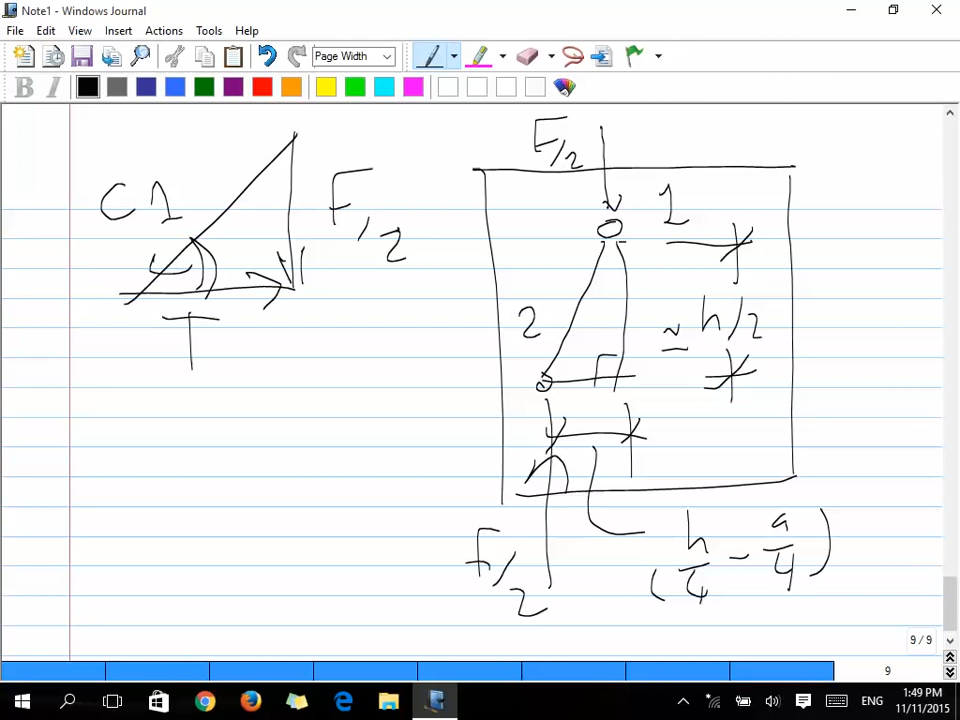 Note1 - Windows Journal
File Edit View Insert Actions Tools Help
Page Width
B I
C1
F/2
T
F/2
1
2
~ h/2
F/2
(h/4 - a/4)
9 / 9
9
ENG
1:49 PM
11/11/2015